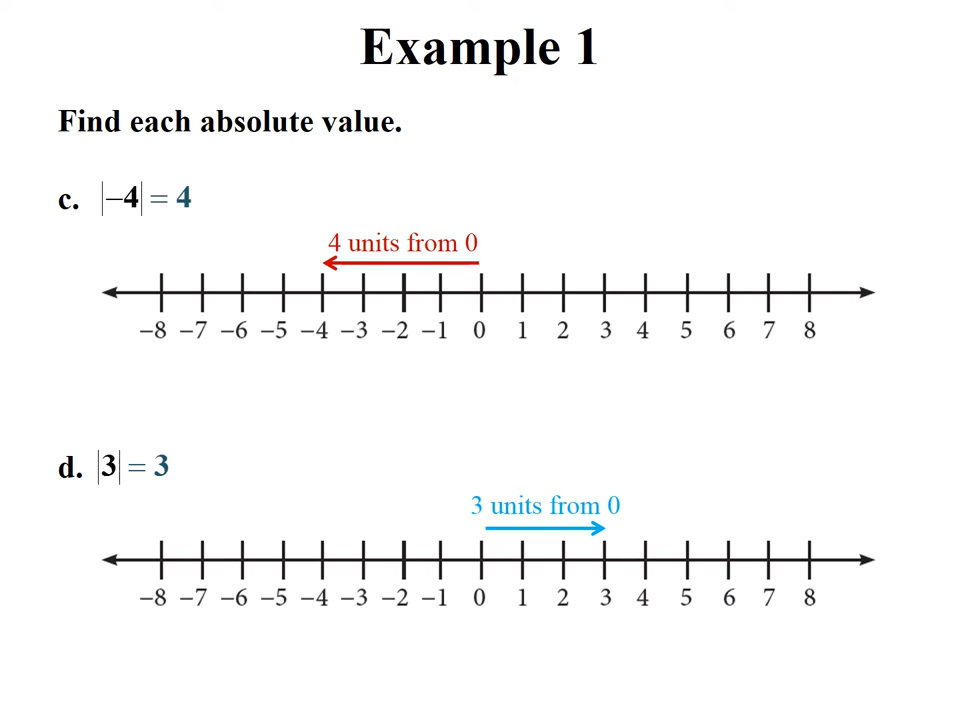 Example 1
Find each absolute value.
c. |−4| = 4
4 units from 0
−8 −7 −6 −5 −4 −3 −2 −1 0 1 2 3 4 5 6 7 8
d. |3| = 3
3 units from 0
−8 −7 −6 −5 −4 −3 −2 −1 0 1 2 3 4 5 6 7 8